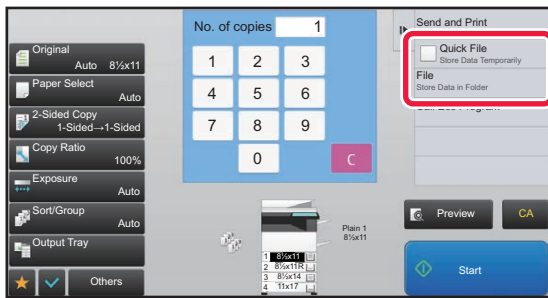 No. of copies 1
Send and Print
Quick File
Store Data Temporarily
File
Store Data in Folder
Original
Auto 8½x11
Paper Select
Auto
2-Sided Copy
1-Sided→1-Sided
Copy Ratio
100%
Exposure
Auto
Sort/Group
Auto
Output Tray
Others
1 2 3
4 5 6
7 8 9
0 C
Plain 1
8½x11
1 8½x11
2 8½x11R
3 8½x14
4 11x17
Preview
CA
Start